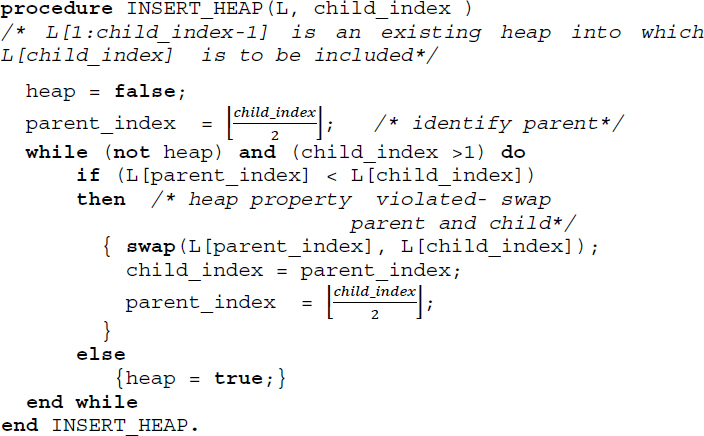 procedure INSERT_HEAP(L, child_index )
/* L[1:child_index-1] is an existing heap into which
L[child_index] is to be included*/
heap = false;
parent_index = ⌊child_index/2⌋; /* identify parent*/
while (not heap) and (child_index >1) do
if (L[parent_index] < L[child_index])
then /* heap property violated- swap
parent and child*/
{ swap(L[parent_index], L[child_index]);
child_index = parent_index;
parent_index = ⌊child_index/2⌋;
}
else
{heap = true;}
end while
end INSERT_HEAP.